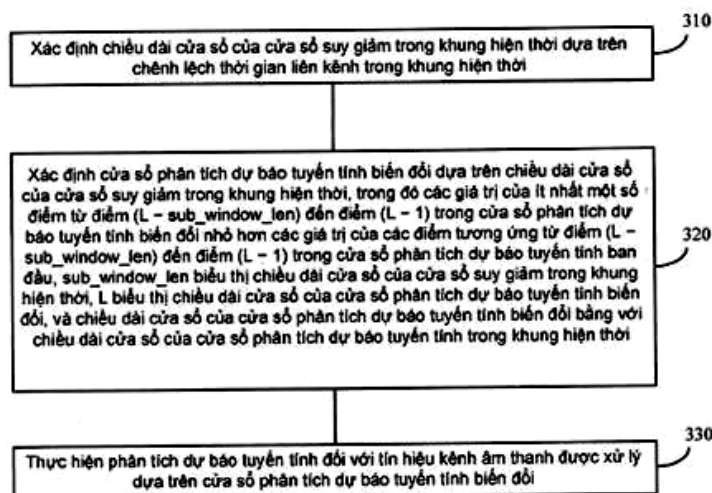 310
Xác định chiều dài cửa sổ của cửa sổ suy giảm trong khung hiện thời dựa trên
chênh lệch thời gian liên kênh trong khung hiện thời
Xác định cửa sổ phân tích dự báo tuyến tính biến đổi dựa trên chiều dài cửa sổ
của cửa sổ suy giảm trong khung hiện thời, trong đó các giá trị của ít nhất một số
điểm từ điểm (L – sub_window_len) đến điểm (L – 1) trong cửa sổ phân tích dự
báo tuyến tính biến đổi nhỏ hơn các giá trị của các điểm tương ứng từ điểm (L –
sub_window_len) đến điểm (L – 1) trong cửa sổ phân tích dự báo tuyến tính ban
đầu, sub_window_len biểu thị chiều dài cửa sổ của cửa sổ suy giảm trong khung
hiện thời, L biểu thị chiều dài cửa sổ của cửa sổ phân tích dự báo tuyến tính biến
đổi, và chiều dài cửa sổ của cửa sổ phân tích dự báo tuyến tính biến đổi bằng với
chiều dài cửa sổ của cửa sổ phân tích dự báo tuyến tính trong khung hiện thời
320
330
Thực hiện phân tích dự báo tuyến tính đối với tín hiệu kênh âm thanh được xử lý
dựa trên cửa sổ phân tích dự báo tuyến tính biến đổi